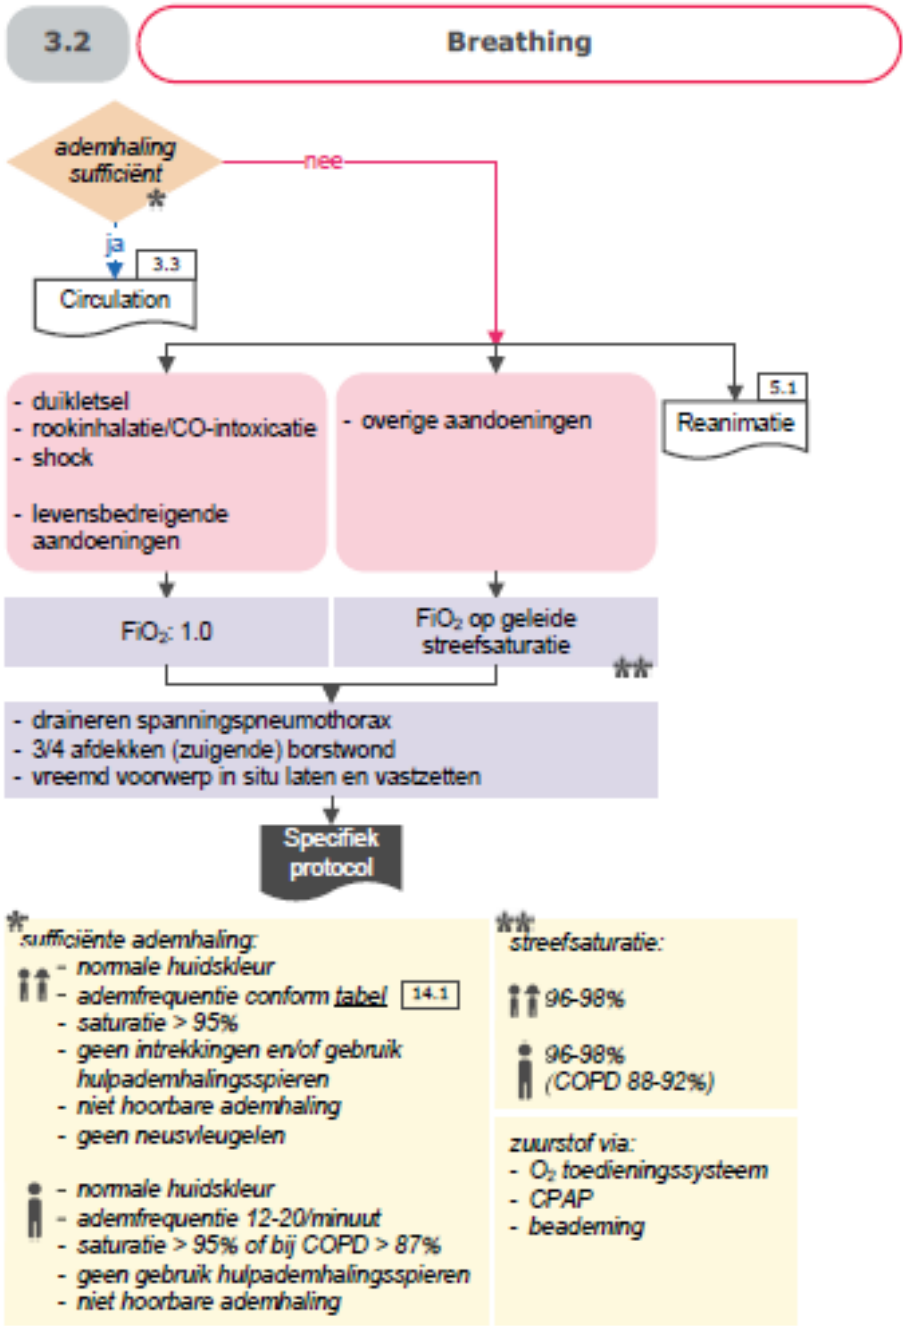 3.2
Breathing
ademhaling
sufficiënt
*
nee
ja
3.3
Circulation
- duikletsel
- rookinhalatie/CO-intoxicatie
- shock
- levensbedreigende
aandoeningen
- overige aandoeningen
5.1
Reanimatie
FiO₂: 1.0
FiO₂ op geleide
streefsaturatie
**
- draineren spanningspneumothorax
- 3/4 afdekken (zuigende) borstwond
- vreemd voorwerp in situ laten en vastzetten
Specifiek
protocol
*
sufficiënte ademhaling:
- normale huidskleur
- ademfrequentie conform tabel 14.1
- saturatie > 95%
- geen intrekkingen en/of gebruik
hulpademhalingsspieren
- niet hoorbare ademhaling
- geen neusvleugelen
- normale huidskleur
- ademfrequentie 12-20/minuut
- saturatie > 95% of bij COPD > 87%
- geen gebruik hulpademhalingsspieren
- niet hoorbare ademhaling
**
streefsaturatie:
96-98%
96-98%
(COPD 88-92%)
zuurstof via:
- O₂ toedieningssysteem
- CPAP
- beademing